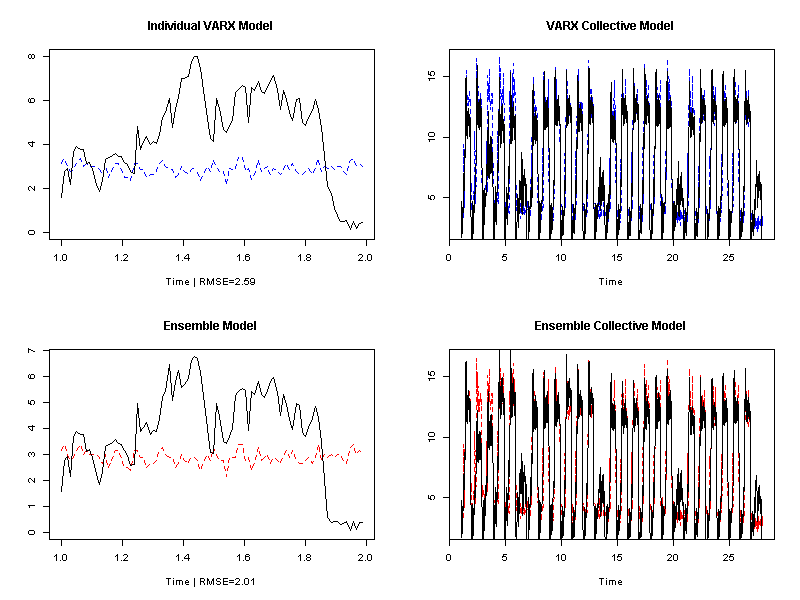 Individual VARX Model
8
6
4
2
0
1.0 1.2 1.4 1.6 1.8 2.0
Time | RMSE=2.59
VARX Collective Model
15
10
5
0 5 10 15 20 25
Time
Ensemble Model
7
6
5
4
3
2
1
0
1.0 1.2 1.4 1.6 1.8 2.0
Time | RMSE=2.01
Ensemble Collective Model
15
10
5
0 5 10 15 20 25
Time